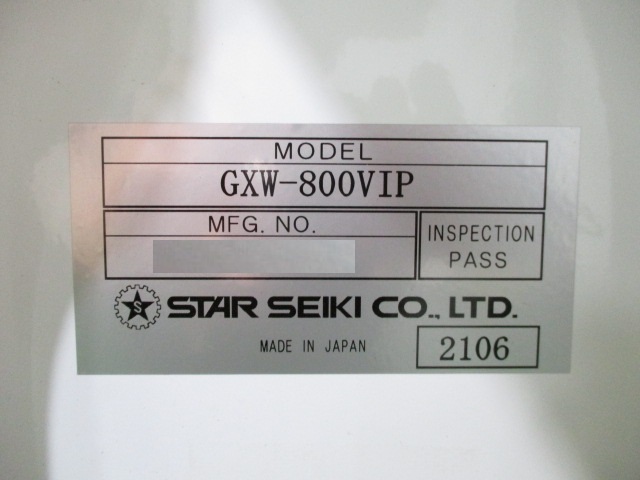 MODEL
GXW-800VIP
MFG. NO.
INSPECTION
PASS
S
STAR SEIKI CO., LTD.
MADE IN JAPAN
2106